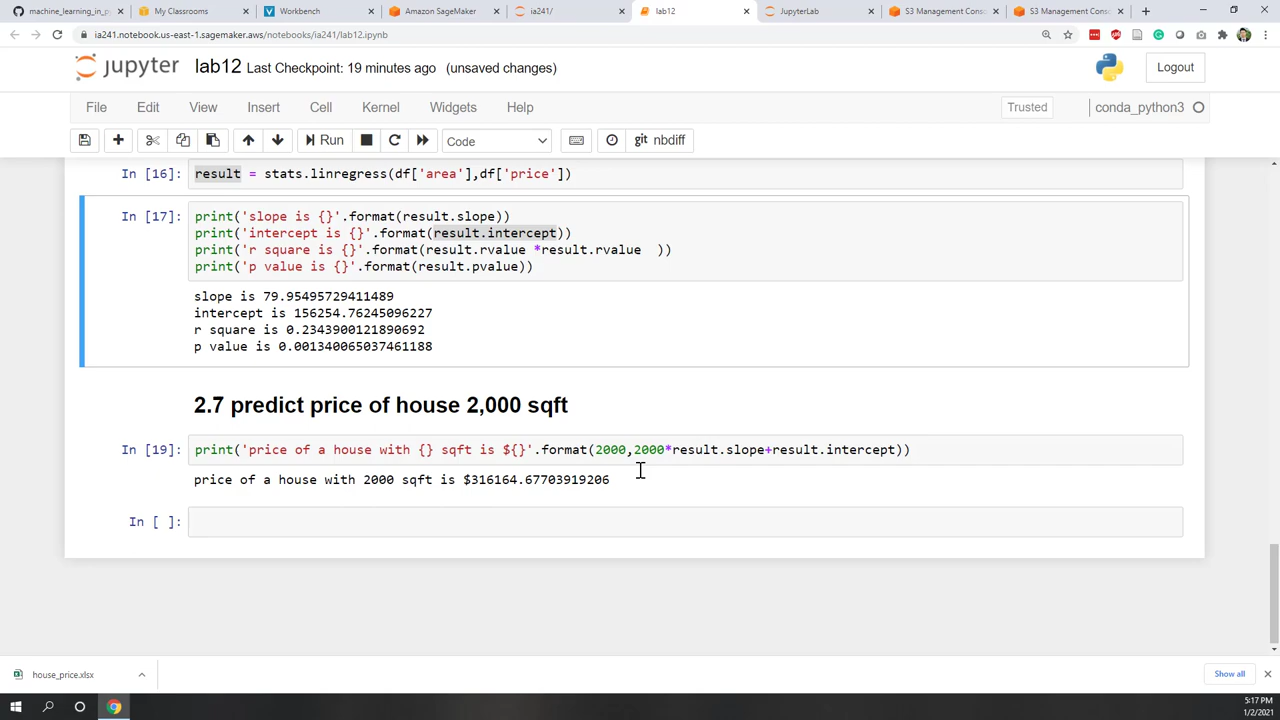 machine_learning_in_p
My Classrooms
Workbench
Amazon SageMaker
ia241/
lab12
JupyterLab
S3 Management Cons
S3 Management Cons
ia241.notebook.us-east-1.sagemaker.aws/notebooks/ia241/lab12.ipynb
jupyter lab12 Last Checkpoint: 19 minutes ago (unsaved changes)
Logout
File Edit View Insert Cell Kernel Widgets Help
Trusted
conda_python3
Run
Code
nbdiff
In [16]: result = stats.linregress(df['area'],df['price'])
In [17]: print('slope is {}'.format(result.slope))
print('intercept is {}'.format(result.intercept))
print('r square is {}'.format(result.rvalue *result.rvalue  ))
print('p value is {}'.format(result.pvalue))
slope is 79.95495729411489
intercept is 156254.76245096227
r square is 0.2343900121890692
p value is 0.001340065037461188
2.7 predict price of house 2,000 sqft
In [19]: print('price of a house with {} sqft is ${}'.format(2000,2000*result.slope+result.intercept))
price of a house with 2000 sqft is $316164.67703919206
In [ ]:
house_price.xlsx
Show all
5:17 PM
1/2/2021